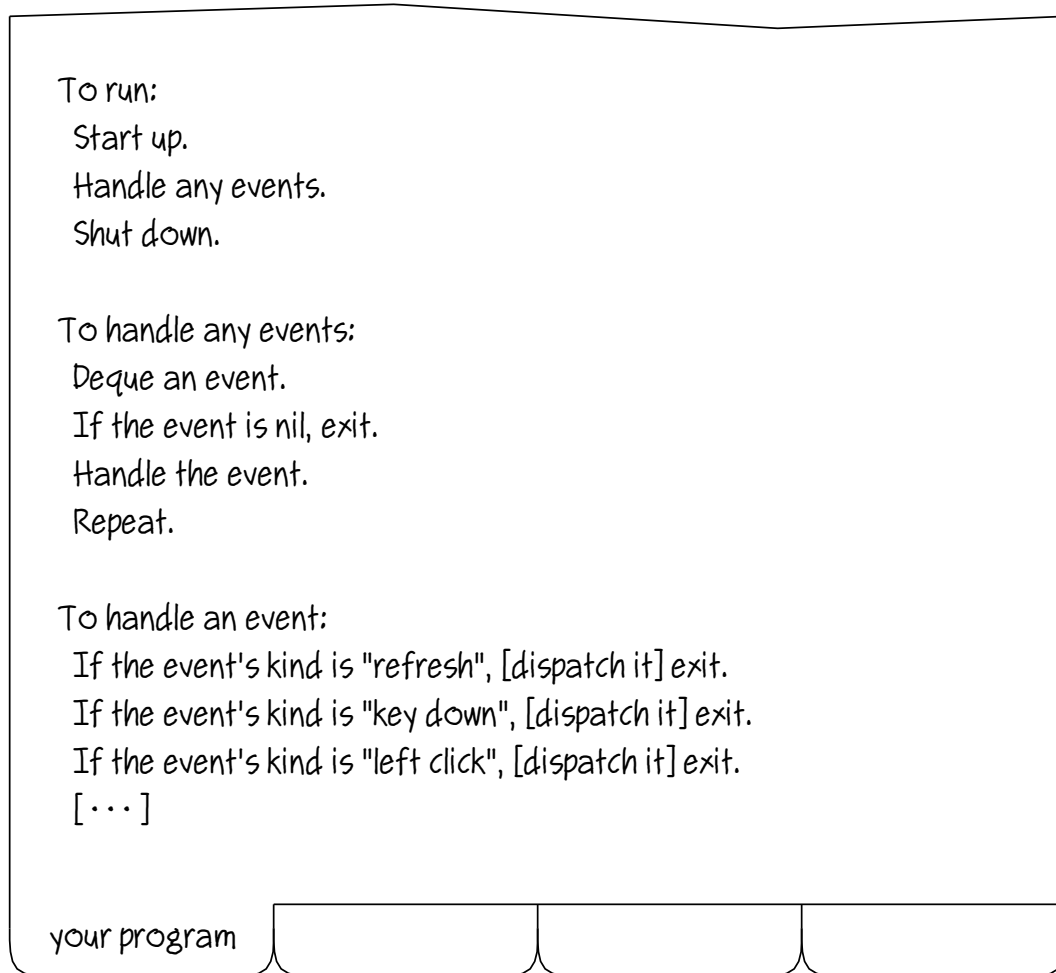 To run:
Start up.
Handle any events.
Shut down.
To handle any events:
Deque an event.
If the event is nil, exit.
Handle the event.
Repeat.
To handle an event:
If the event's kind is "refresh", [dispatch it] exit.
If the event's kind is "key down", [dispatch it] exit.
If the event's kind is "left click", [dispatch it] exit.
[···]
your program